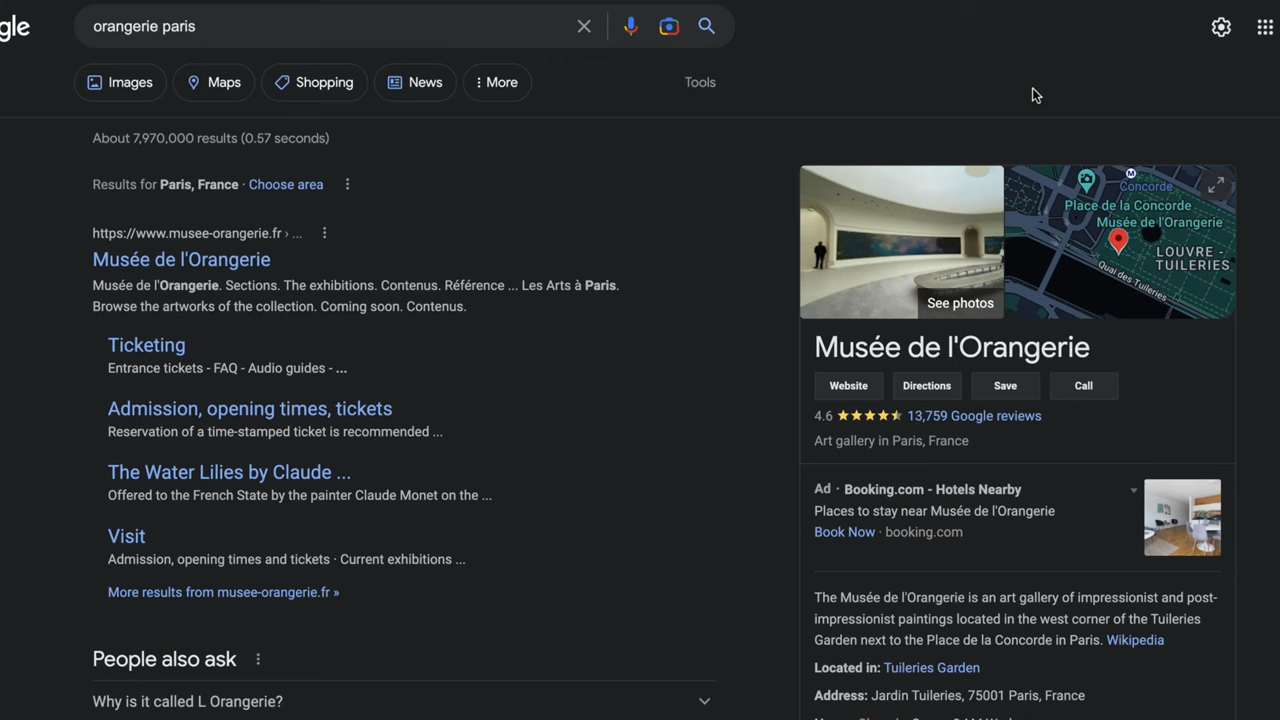 gle
orangerie paris
Images
Maps
Shopping
News
More
Tools
About 7,970,000 results (0.57 seconds)
Results for Paris, France · Choose area
https://www.musee-orangerie.fr › ...
Musée de l'Orangerie
Musée de l'Orangerie. Sections. The exhibitions. Contenus. Référence ... Les Arts à Paris.
Browse the artworks of the collection. Coming soon. Contenus.
Ticketing
Entrance tickets - FAQ - Audio guides - ...
Admission, opening times, tickets
Reservation of a time-stamped ticket is recommended ...
The Water Lilies by Claude ...
Offered to the French State by the painter Claude Monet on the ...
Visit
Admission, opening times and tickets · Current exhibitions ...
More results from musee-orangerie.fr »
People also ask
Why is it called L Orangerie?
See photos
M
Concorde
Place de la Concorde
Musée de l'Orangerie
LOUVRE -
TUILERIES
Quai des Tuileries
Musée de l'Orangerie
Website
Directions
Save
Call
4.6 13,759 Google reviews
Art gallery in Paris, France
Ad · Booking.com - Hotels Nearby
Places to stay near Musée de l'Orangerie
Book Now · booking.com
The Musée de l'Orangerie is an art gallery of impressionist and post-
impressionist paintings located in the west corner of the Tuileries
Garden next to the Place de la Concorde in Paris. Wikipedia
Located in: Tuileries Garden
Address: Jardin Tuileries, 75001 Paris, France